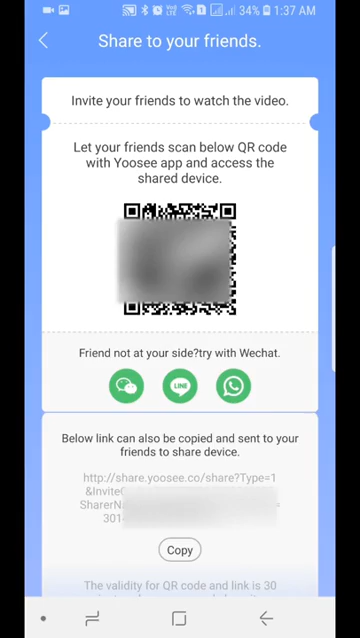 34% 1:37 AM
Share to your friends.
Invite your friends to watch the video.
Let your friends scan below QR code
with Yoosee app and access the
shared device.
Friend not at your side?try with Wechat.
LINE
Below link can also be copied and sent to your
friends to share device.
http://share.yoosee.co/share?Type=1
&Invite
SharerN
=
301
Copy
The validity for QR code and link is 30